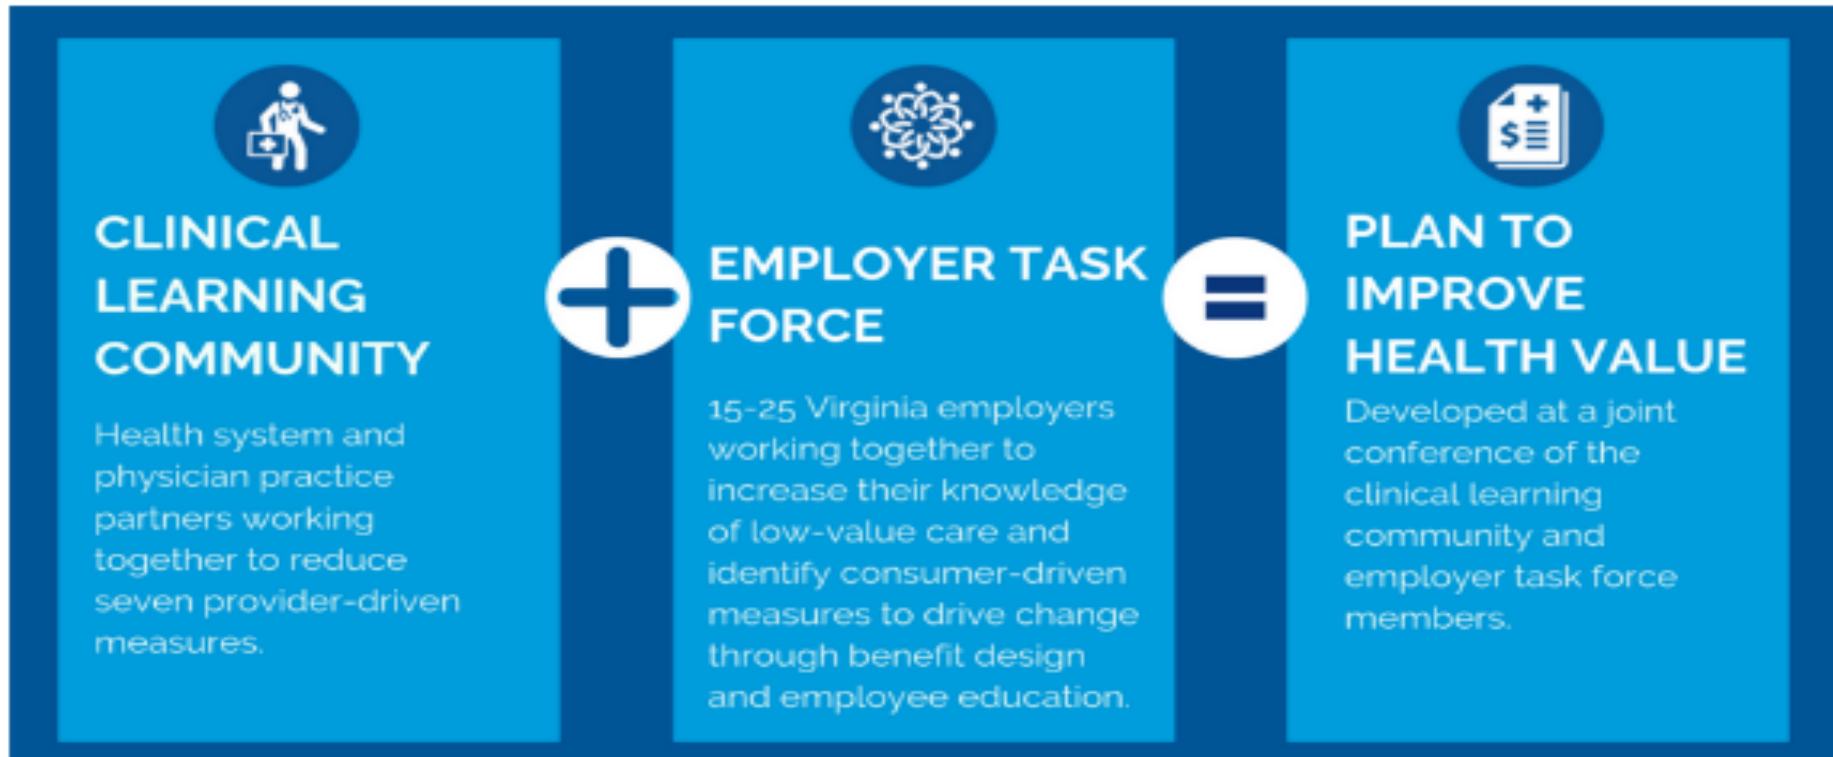 CLINICAL
LEARNING
COMMUNITY
Health system and
physician practice
partners working
together to reduce
seven provider-driven
measures.
+
EMPLOYER TASK
FORCE
15-25 Virginia employers
working together to
increase their knowledge
of low-value care and
identify consumer-driven
measures to drive change
through benefit design
and employee education.
=
$
PLAN TO
IMPROVE
HEALTH VALUE
Developed at a joint
conference of the
clinical learning
community and
employer task force
members.